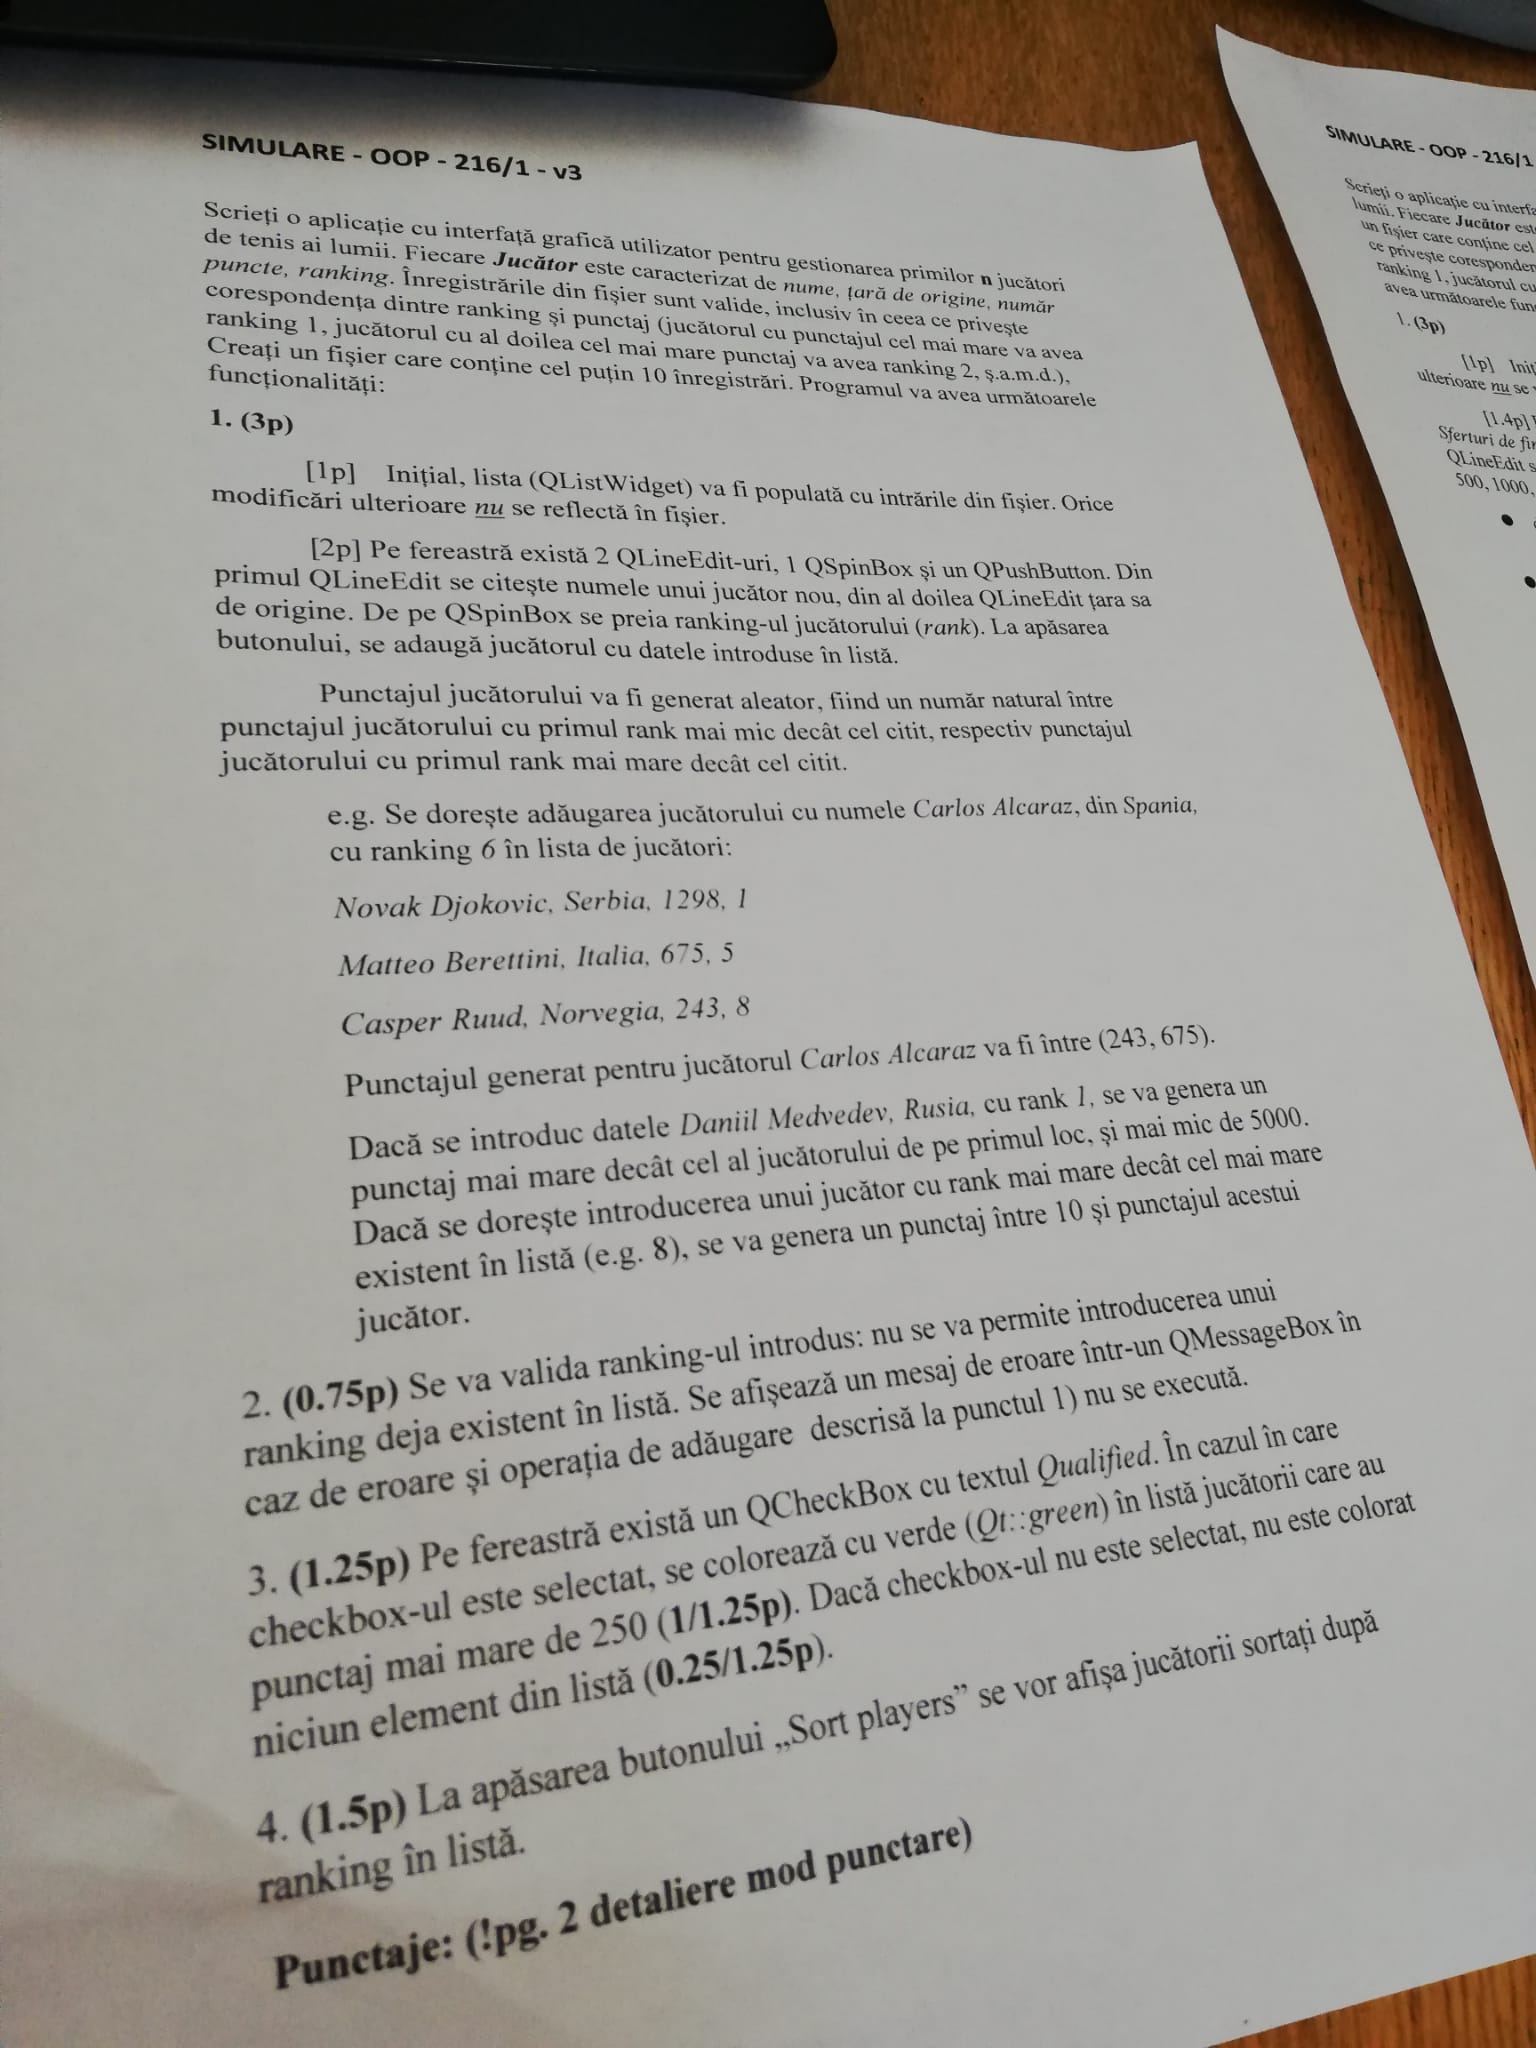 SIMULARE - OOP - 216/1 - v3
Scrieți o aplicație cu interfață grafică utilizator pentru gestionarea primilor n jucători
de tenis ai lumii. Fiecare Jucător este caracterizat de nume, țară de origine, număr
puncte, ranking. Înregistrările din fișier sunt valide, inclusiv în ceea ce privește
corespondența dintre ranking și punctaj (jucătorul cu punctajul cel mai mare va avea
ranking 1, jucătorul cu al doilea cel mai mare punctaj va avea ranking 2, ș.a.m.d.),
Creați un fișier care conține cel puțin 10 înregistrări. Programul va avea următoarele
funcționalități:
1. (3p)
[1p] Inițial, lista (QListWidget) va fi populată cu intrările din fișier. Orice
modificări ulterioare nu se reflectă în fișier.
[2p] Pe fereastră există 2 QLineEdit-uri, 1 QSpinBox și un QPushButton. Din
primul QLineEdit se citește numele unui jucător nou, din al doilea QLineEdit țara sa
de origine. De pe QSpinBox se preia ranking-ul jucătorului (rank). La apăsarea
butonului, se adaugă jucătorul cu datele introduse în listă.
Punctajul jucătorului va fi generat aleator, fiind un număr natural între
punctajul jucătorului cu primul rank mai mic decât cel citit, respectiv punctajul
jucătorului cu primul rank mai mare decât cel citit.
e.g. Se dorește adăugarea jucătorului cu numele Carlos Alcaraz, din Spania,
cu ranking 6 în lista de jucători:
Novak Djokovic, Serbia, 1298, 1
Matteo Berettini, Italia, 675, 5
Casper Ruud, Norvegia, 243, 8
Punctajul generat pentru jucătorul Carlos Alcaraz va fi între (243, 675).
Dacă se introduc datele Daniil Medvedev, Rusia, cu rank 1, se va genera un
punctaj mai mare decât cel al jucătorului de pe primul loc, și mai mic de 5000.
Dacă se dorește introducerea unui jucător cu rank mai mare decât cel mai mare
existent în listă (e.g. 8), se va genera un punctaj între 10 și punctajul acestui
jucător.
2. (0.75p) Se va valida ranking-ul introdus: nu se va permite introducerea unui
ranking deja existent în listă. Se afișează un mesaj de eroare într-un QMessageBox în
caz de eroare și operația de adăugare descrisă la punctul 1) nu se execută.
3. (1.25p) Pe fereastră există un QCheckBox cu textul Qualified. În cazul în care
checkbox-ul este selectat, se colorează cu verde (Qt::green) în listă jucătorii care au
punctaj mai mare de 250 (1/1.25p). Dacă checkbox-ul nu este selectat, nu este colorat
niciun element din listă (0.25/1.25p).
4. (1.5p) La apăsarea butonului „Sort players” se vor afișa jucătorii sortați după
ranking în listă.
Punctaje: (!pg. 2 detaliere mod punctare)
SIMULARE - OOP - 216/1
Scrieți o aplicație cu
lumii. Fiecare Jucător
un fișier care conține cel
ce privește
ranking 1, jucătorul cu
avea următoarele
1. (3p)
[1p]
ulterioare nu se
[1.4p]
Sferturi de
QLineEdit
500, 1000,